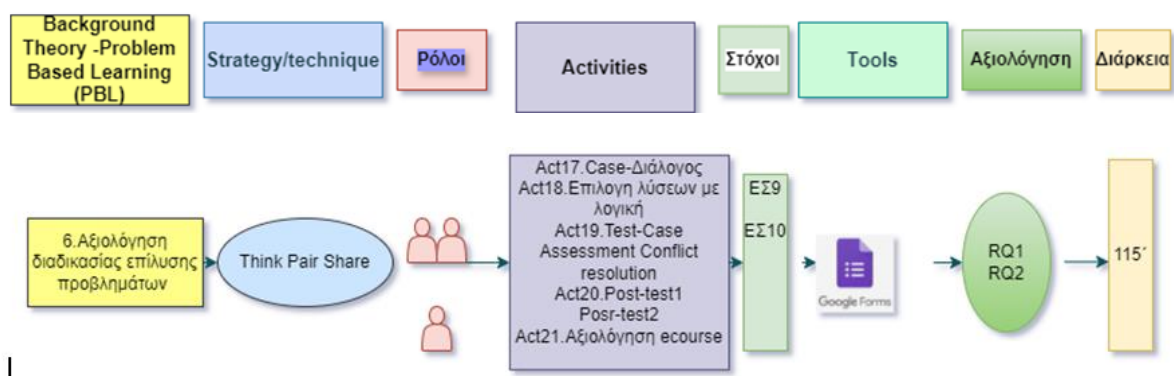 Background
Theory -Problem
Based Learning
(PBL)
Strategy/technique
Ρόλοι
Activities
Στόχοι
Tools
Αξιολόγηση
Διάρκεια
6.Αξιολόγηση
διαδικασίας επίλυσης
προβλημάτων
Think Pair Share
Act17.Case-Διάλογος
Act18.Επιλογη λύσεων με
λογική
Act19.Test-Case
Assessment Conflict
resolution
Act20.Post-test1
Posr-test2
Act21.Αξιολόγηση ecourse
ΕΣ9
ΕΣ10
Google Forms
RQ1
RQ2
115´